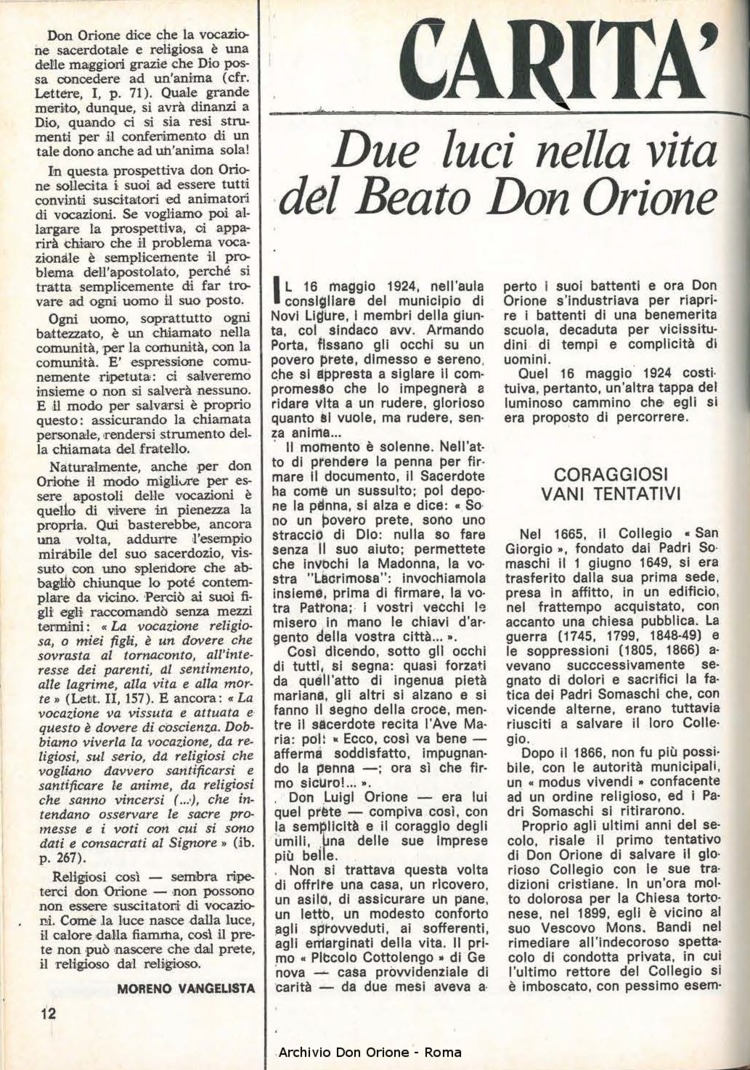 Don Orione dice che la vocazio-
ne sacerdotale e religiosa è una
delle maggiori grazie che Dio pos-
sa concedere ad un'anima (cfr.
Lettere, I, p. 71). Quale grande
merito, dunque, si avrà dinanzi a
Dio, quando ci si sia resi stru-
menti per il conferimento di un
tale dono anche ad un'anima sola!
In questa prospettiva don Orio-
ne sollecita i suoi ad essere tutti
convinti suscitatori ed animatori
di vocazioni. Se vogliamo poi al-
largare la prospettiva, ci appa-
rirà chiaro che il problema voca-
zionale è semplicemente il pro-
blema dell'apostolato, perché si
tratta semplicemente di far tro-
vare ad ogni uomo il suo posto.
Ogni uomo, soprattutto ogni
battezzato, è un chiamato nella
comunità, per la comunità, con la
comunità. E' espressione comu-
nemente ripetuta: ci salveremo
insieme o non si salverà nessuno.
E il modo per salvarsi è proprio
questo: assicurando la chiamata
personale, rendersi strumento del-
la chiamata del fratello.
Naturalmente, anche per don
Orione il modo migliore per es-
sere apostoli delle vocazioni è
quello di vivere in pienezza la
propria. Qui basterebbe, ancora
una volta, addurre l'esempio
mirabile del suo sacerdozio, vis-
suto con uno splendore che ab-
bagliò chiunque lo poté contem-
plare da vicino. Perciò ai suoi fi-
gli egli raccomandò senza mezzi
termini: « La vocazione religio-
sa, o miei figli, è un dovere che
sovrasta al tornaconto, all'inte-
resse dei parenti, al sentimento,
alle lagrime, alla vita e alla mor-
te » (Lett. II, 157). E ancora: « La
vocazione va vissuta e attuata e
questo è dovere di coscienza. Dob-
biamo viverla la vocazione, da re-
ligiosi, sul serio, da religiosi che
vogliano davvero santificarsi e
santificare le anime, da religiosi
che sanno vincersi (...), che in-
tendano osservare le sacre pro-
messe e i voti con cui si sono
dati e consacrati al Signore » (ib.
p. 267).
Religiosi così — sembra ripe-
terci don Orione — non possono
non essere suscitatori di vocazio-
ni. Come la luce nasce dalla luce,
il calore dalla fiamma, così il pre-
te non può nascere che dal prete,
il religioso dal religioso.
MORENO VANGELISTA
12
CARITA'
Due luci nella vita
del Beato Don Orione
IL 16 maggio 1924, nell'aula
consigliare del municipio di
Novi Ligure, i membri della giun-
ta, col sindaco avv. Armando
Porta, fissano gli occhi su un
povero prete, dimesso e sereno,
che si appresta a siglare il com-
promesso che lo impegnerà a
ridare vita a un rudere, glorioso
quanto si vuole, ma rudere, sen-
za anima...
Il momento è solenne. Nell'at-
to di prendere la penna per fir-
mare il documento, il Sacerdote
ha come un sussulto; poi depo-
ne la penna, si alza e dice: « So-
no un povero prete, sono uno
straccio di Dio: nulla so fare
senza il suo aiuto; permettete
che invochi la Madonna, la vo-
stra "Lacrimosa": invochiamola
insieme, prima di firmare, la vo-
tra Patrona; i vostri vecchi le
misero in mano le chiavi d'ar-
gento della vostra città... ».
Così dicendo, sotto gli occhi
di tutti, si segna: quasi forzati
da quell'atto di ingenua pietà
mariana, gli altri si alzano e si
fanno il segno della croce, men-
tre il sacerdote recita l'Ave Ma-
ria: poi: « Ecco, così va bene —
afferma soddisfatto, impugnan-
do la penna —; ora sì che fir-
mo sicuro!... ».
Don Luigi Orione — era lui
quel prete — compiva così, con
la semplicità e il coraggio degli
umili, una delle sue imprese
più belle.
Non si trattava questa volta
di offrire una casa, un ricovero,
un asilo, di assicurare un pane,
un letto, un modesto conforto
agli sprovveduti, ai sofferenti,
agli emarginati della vita. Il pri-
mo « Piccolo Cottolengo » di Ge
nova — casa provvidenziale di
carità — da due mesi aveva a-
perto i suoi battenti e ora Don
Orione s'industriava per riapri-
re i battenti di una benemerita
scuola, decaduta per vicissitu-
dini di tempi e complicità di
uomini.
Quel 16 maggio 1924 costi-
tuiva, pertanto, un'altra tappa del
luminoso cammino che egli si
era proposto di percorrere.
CORAGGIOSI
VANI TENTATIVI
Nel 1665, il Collegio « San
Giorgio », fondato dai Padri So-
maschi il 1 giugno 1649, si era
trasferito dalla sua prima sede,
presa in affitto, in un edificio,
nel frattempo acquistato, con
accanto una chiesa pubblica. La
guerra (1745, 1799, 1848-49) e
le soppressioni (1805, 1866) a-
vevano succcessivamente se-
gnato di dolori e sacrifici la fa-
tica dei Padri Somaschi che, con
vicende alterne, erano tuttavia
riusciti a salvare il loro Colle-
gio.
Dopo il 1866, non fu più possi-
bile, con le autorità municipali,
un « modus vivendi » confacente
ad un ordine religioso, ed i Pa-
dri Somaschi si ritirarono.
Proprio agli ultimi anni del se-
colo, risale il primo tentativo
di Don Orione di salvare il glo-
rioso Collegio con le sue tra-
dizioni cristiane. In un'ora mol-
to dolorosa per la Chiesa torto-
nese, nel 1899, egli è vicino al
suo Vescovo Mons. Bandi nel
rimediare all'indecoroso spetta-
colo di condotta privata, in cui
l'ultimo rettore del Collegio si
è imboscato, con pessimo esem-
Archivio Don Orione - Roma